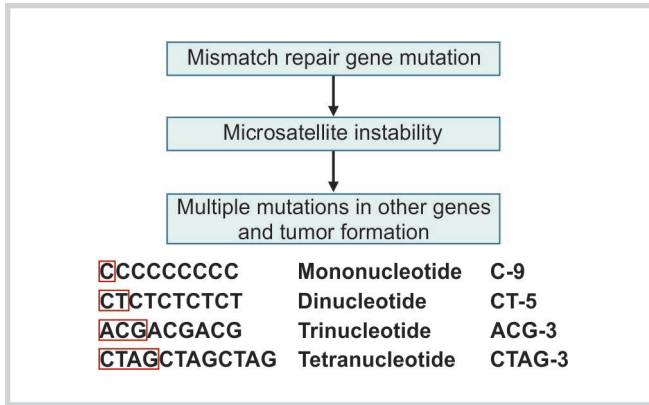 Mismatch repair gene mutation
Microsatellite instability
Multiple mutations in other genes
and tumor formation
CCCCCCCCC Mononucleotide C-9
CTCTCTCTCT Dinucleotide CT-5
ACGACGACG Trinucleotide ACG-3
CTAGCTAGCTAG Tetranucleotide CTAG-3